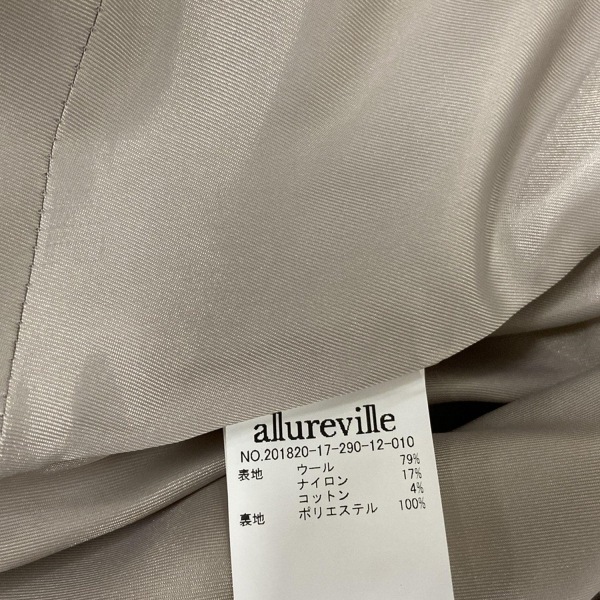 allureville
NO.201820-17-290-12-010
表地 ウール 79%
ナイロン 17%
コットン 4%
裏地 ポリエステル 100%